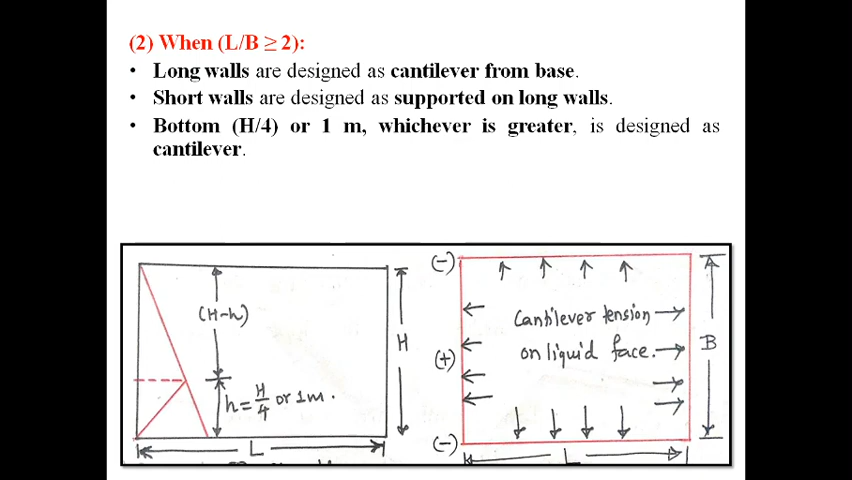 (2) When (L/B ≥ 2):
• Long walls are designed as cantilever from base.
• Short walls are designed as supported on long walls.
• Bottom (H/4) or 1 m, whichever is greater, is designed as
cantilever.
(H-h)
h = H/4 or 1m.
H
L
(-)
(+)
(-)
Cantilever tension
on liquid face.
B
L